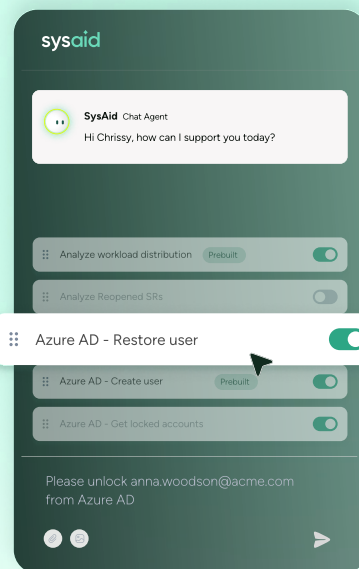 sysaid
SysAid Chat Agent
Hi Chrissy, how can I support you today?
Analyze workload distribution Prebuilt
Analyze Reopened SRs
Azure AD - Restore user
Azure AD - Create user Prebuilt
Azure AD - Get locked accounts
Please unlock anna.woodson@acme.com
from Azure AD